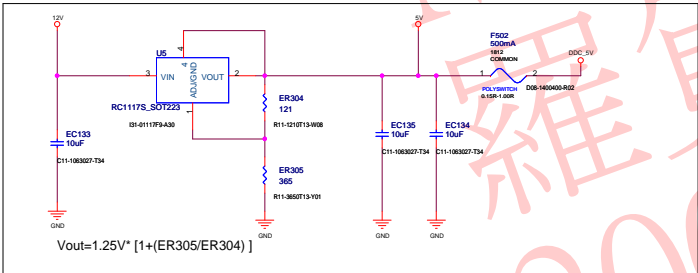 12V
5V
F502
500mA
1812
COMMON
DDC_5V
U5
4
4
3
VIN
VOUT
2
1
2
ADJ/GND
POLYSWITCH
D08-1400400-R02
0.15R-1.00R
ER304
121
RC1117S_SOT223
1
R11-1210T13-W08
I31-01117F9-A30
EC133
10uF
EC135
10uF
EC134
10uF
C11-1063027-T34
C11-1063027-T34
C11-1063027-T34
ER305
365
R11-3650T13-Y01
GND
GND
GND
GND
Vout=1.25V* [1+(ER305/ER304) ]
羅